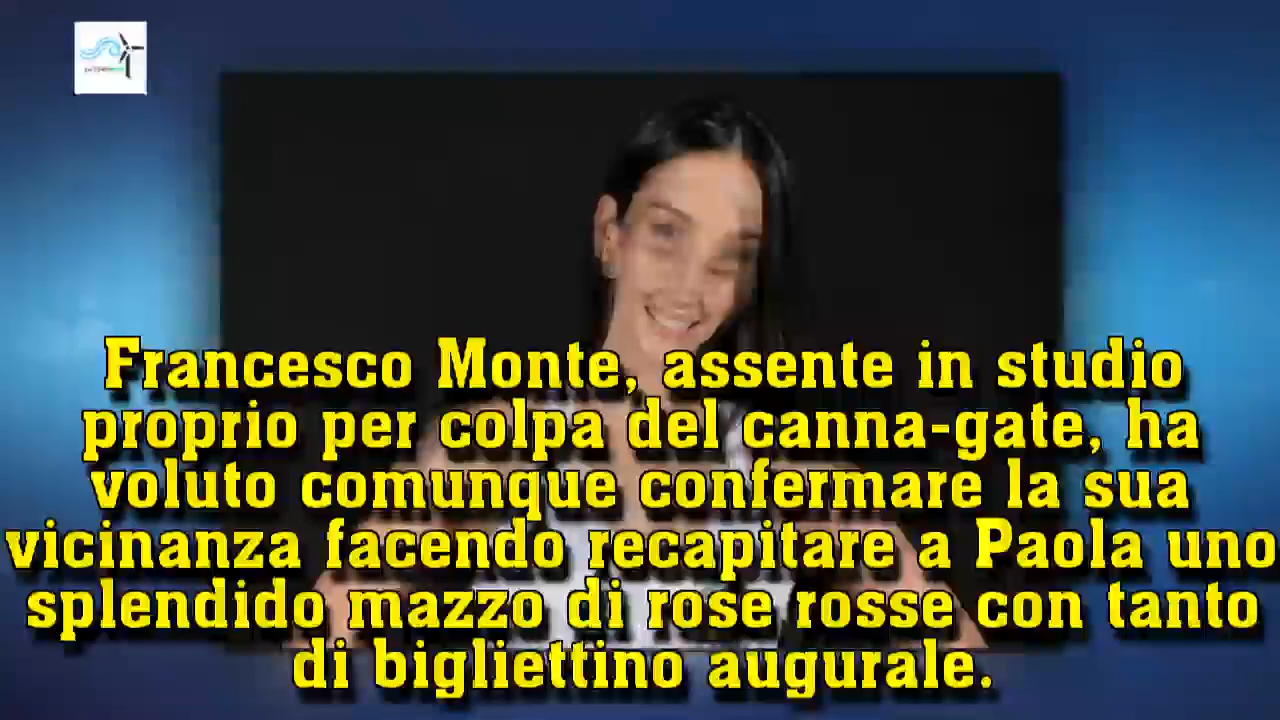 Francesco Monte, assente in studio
proprio per colpa del canna-gate, ha
voluto comunque confermare la sua
vicinanza facendo recapitare a Paola uno
splendido mazzo di rose rosse con tanto
di bigliettino augurale.